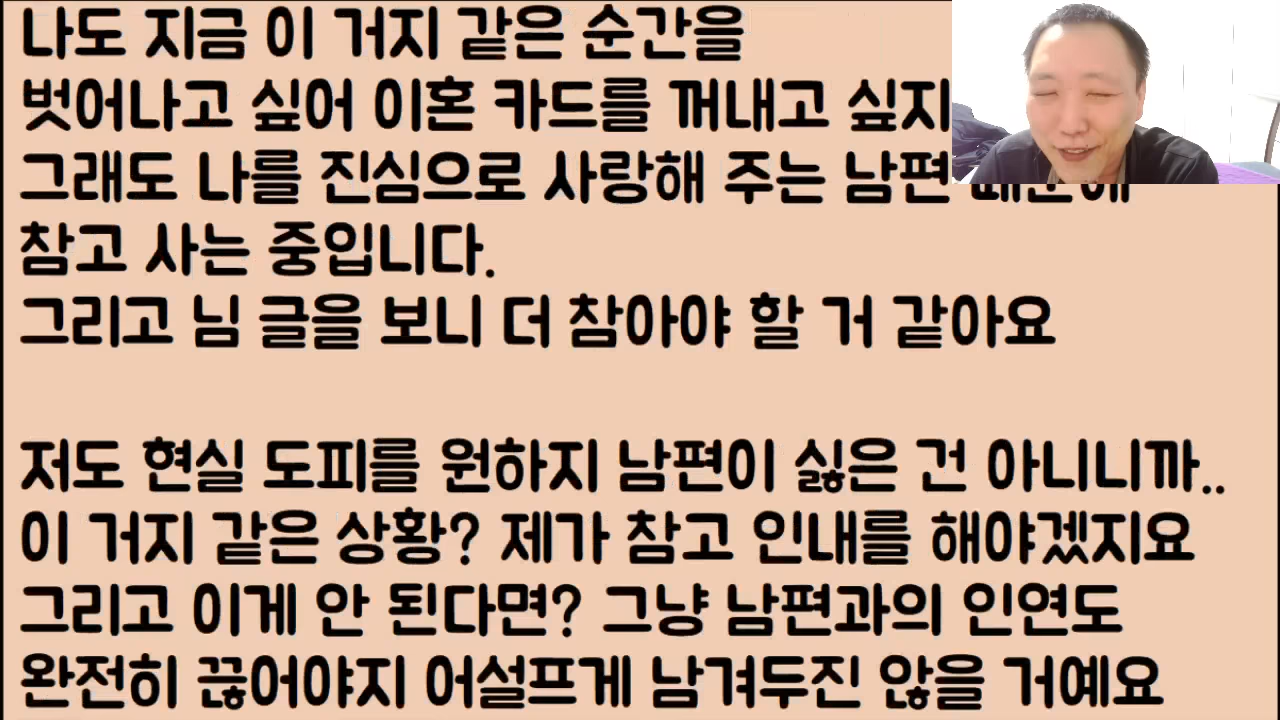 나도 지금 이 거지 같은 순간을
벗어나고 싶어 이혼 카드를 꺼내고 싶지
그래도 나를 진심으로 사랑해 주는 남편 때문에
참고 사는 중입니다.
그리고 님 글을 보니 더 참아야 할 거 같아요
저도 현실 도피를 원하지 남편이 싫은 건 아니니까..
이 거지 같은 상황? 제가 참고 인내를 해야겠지요
그리고 이게 안 된다면? 그냥 남편과의 인연도
완전히 끊어야지 어설프게 남겨두진 않을 거예요